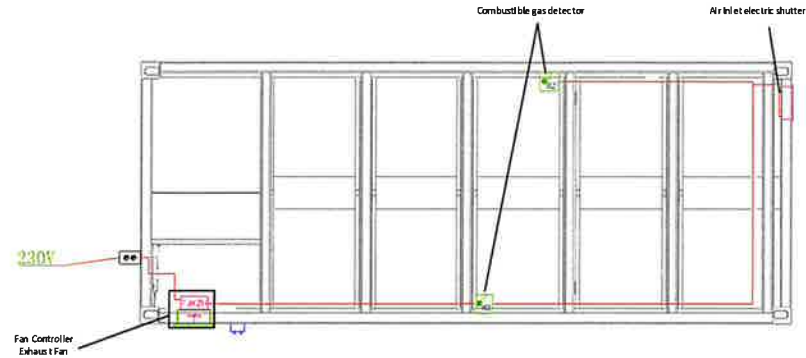 Combustible gas detector
Air inlet electric shutter
230V
Fan Controller
Exhaust Fan